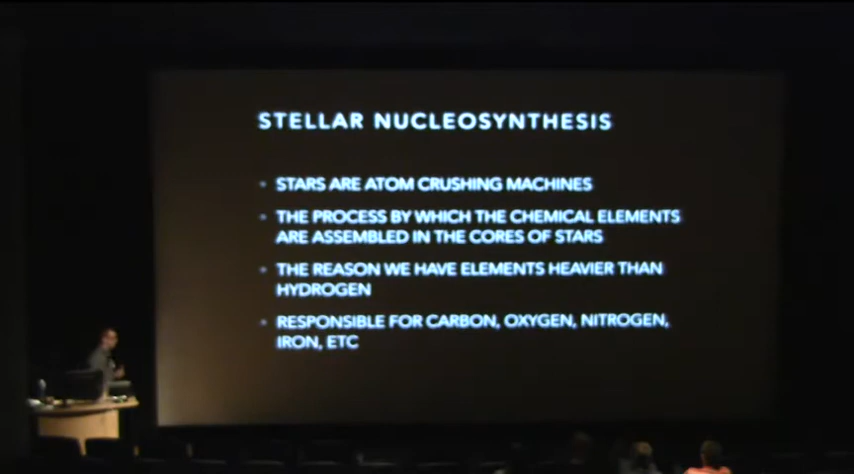 STELLAR NUCLEOSYNTHESIS
• STARS ARE ATOM CRUSHING MACHINES
• THE PROCESS BY WHICH THE CHEMICAL ELEMENTS
ARE ASSEMBLED IN THE CORES OF STARS
• THE REASON WE HAVE ELEMENTS HEAVIER THAN
HYDROGEN
• RESPONSIBLE FOR CARBON, OXYGEN, NITROGEN,
IRON, ETC